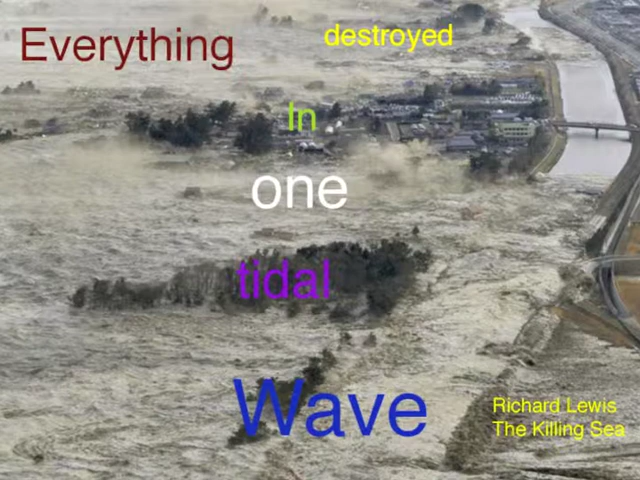 Everything destroyed
In
one
tidal
Wave
Richard Lewis
The Killing Sea